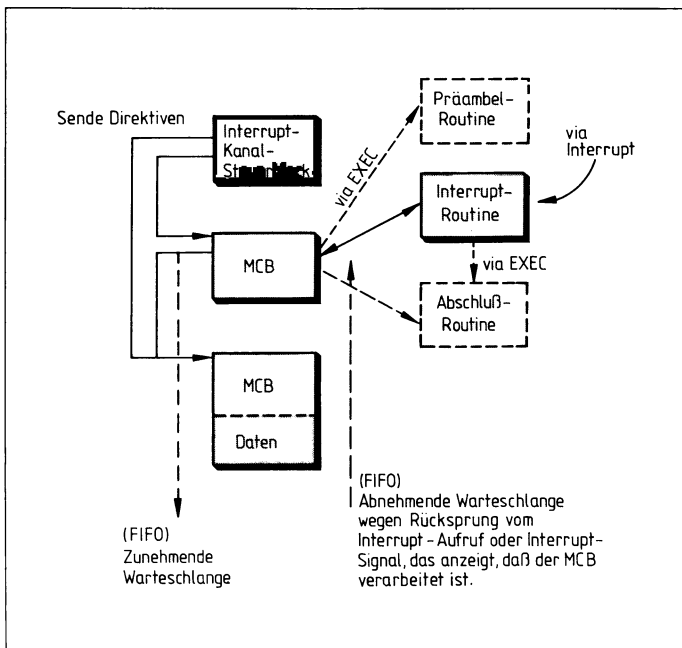 Sende Direktiven
Interrupt-
Kanal-
via EXEC
Präambel-
Routine
via
Interrupt
Interrupt-
Routine
MCB
via EXEC
Abschluß-
Routine
MCB
Daten
(FIFO)
Zunehmende
Warteschlange
(FIFO)
Abnehmende Warteschlange
wegen Rücksprung vom
Interrupt-Aufruf oder Interrupt-
Signal, das anzeigt, daß der MCB
verarbeitet ist.